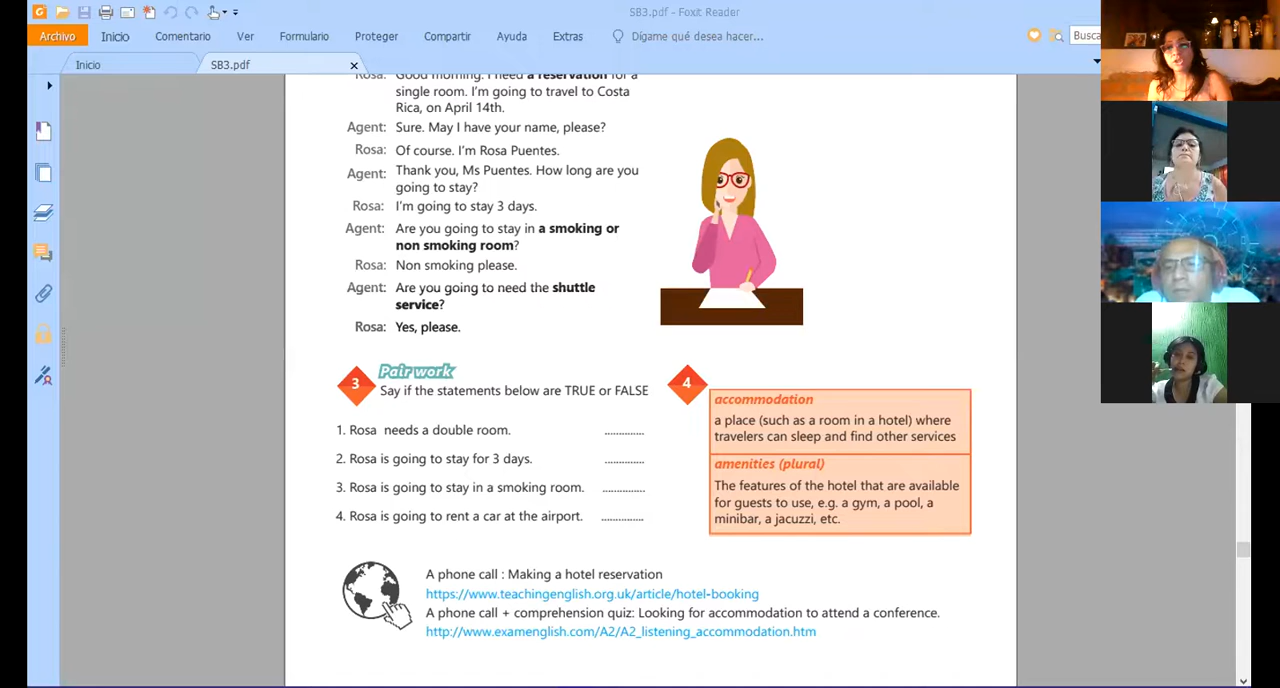 SB3.pdf - Foxit Reader
Archivo Inicio Comentario Ver Formulario Proteger Compartir Ayuda Extras Dígame qué desea hacer... Busca
Inicio SB3.pdf
Rosa: Good morning. I need a reservation for a
single room. I'm going to travel to Costa
Rica, on April 14th.
Agent: Sure. May I have your name, please?
Rosa: Of course. I'm Rosa Puentes.
Agent: Thank you, Ms Puentes. How long are you
going to stay?
Rosa: I'm going to stay 3 days.
Agent: Are you going to stay in a smoking or
non smoking room?
Rosa: Non smoking please.
Agent: Are you going to need the shuttle
service?
Rosa: Yes, please.
3 Pair work
Say if the statements below are TRUE or FALSE
1. Rosa needs a double room. .............
2. Rosa is going to stay for 3 days. .............
3. Rosa is going to stay in a smoking room. ..............
4. Rosa is going to rent a car at the airport. ..............
4
accommodation
a place (such as a room in a hotel) where
travelers can sleep and find other services
amenities (plural)
The features of the hotel that are available
for guests to use, e.g. a gym, a pool, a
minibar, a jacuzzi, etc.
A phone call : Making a hotel reservation
https://www.teachingenglish.org.uk/article/hotel-booking
A phone call + comprehension quiz: Looking for accommodation to attend a conference.
http://www.examenglish.com/A2/A2_listening_accommodation.htm